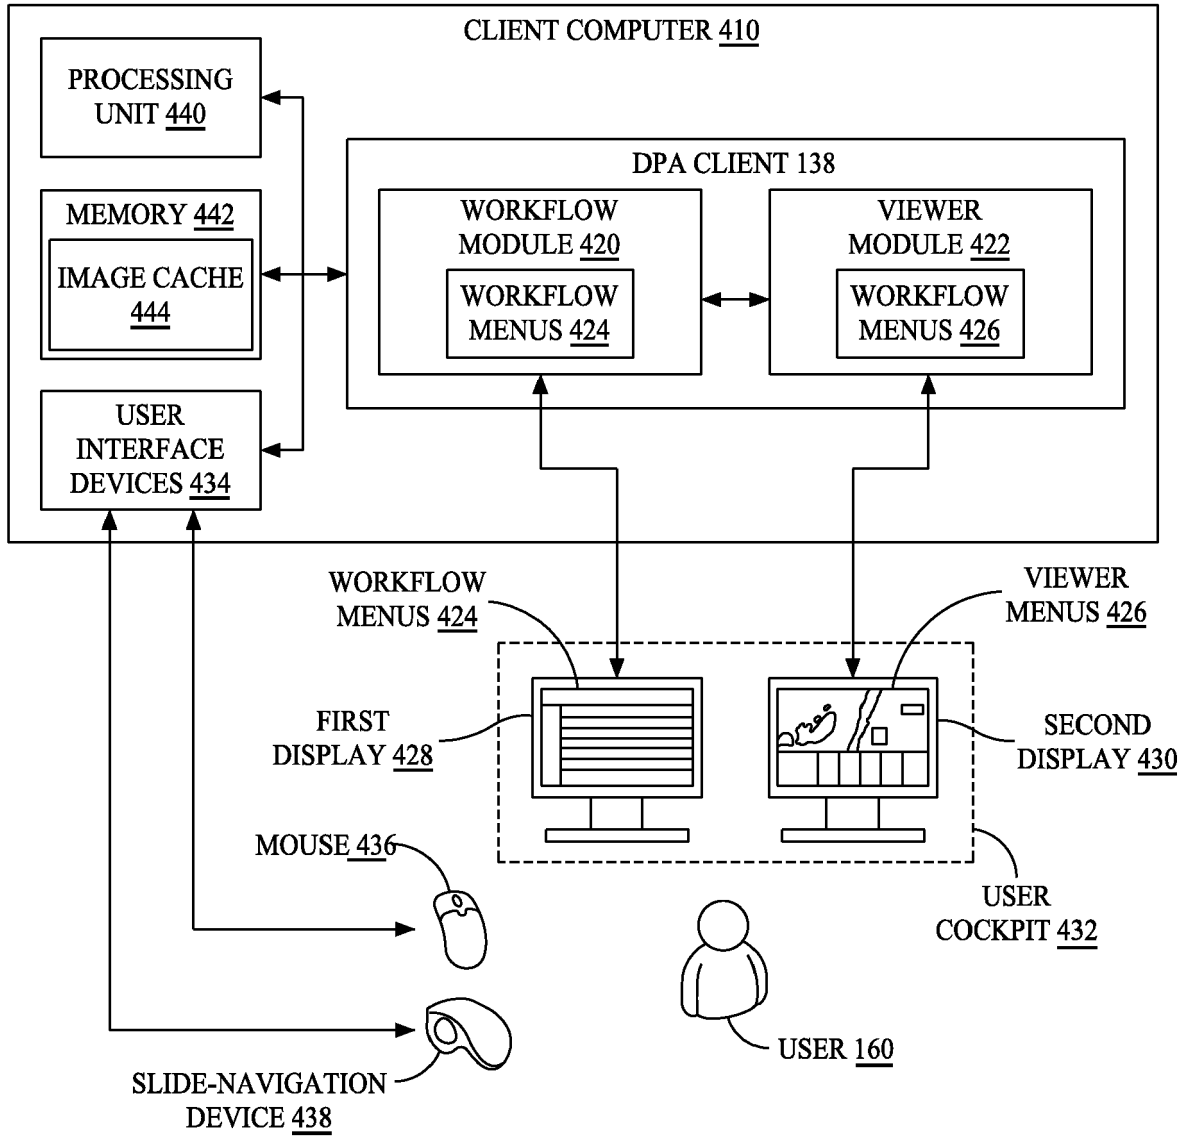 CLIENT COMPUTER 410
PROCESSING
UNIT 440
MEMORY 442
IMAGE CACHE
444
USER
INTERFACE
DEVICES 434
DPA CLIENT 138
WORKFLOW
MODULE 420
WORKFLOW
MENUS 424
VIEWER
MODULE 422
WORKFLOW
MENUS 426
WORKFLOW
MENUS 424
VIEWER
MENUS 426
FIRST
DISPLAY 428
SECOND
DISPLAY 430
MOUSE 436
USER
COCKPIT 432
USER 160
SLIDE-NAVIGATION
DEVICE 438